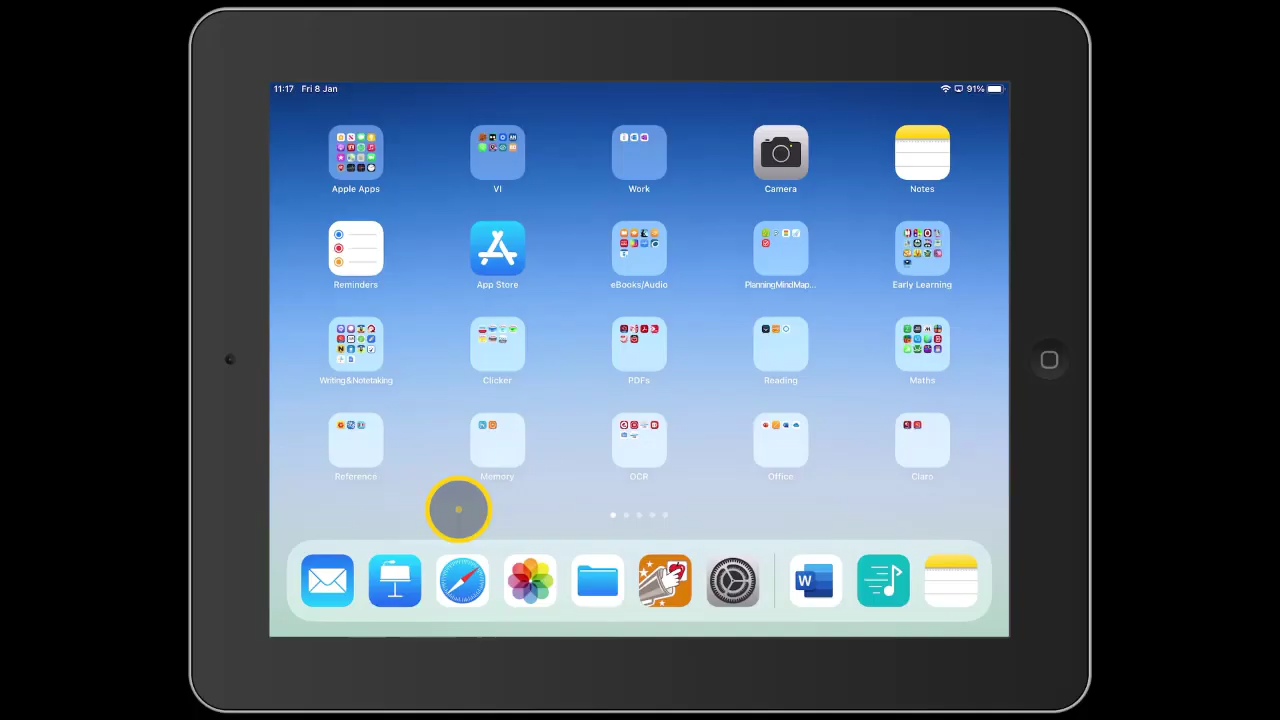 11:17 Fri 8 Jan 91%
Apple Apps VI Work Camera Notes
Reminders App Store eBooks/Audio PlanningMindMap... Early Learning
Writing&Notetaking Clicker PDFs Reading Maths
Reference Memory OCR Office Claro
W